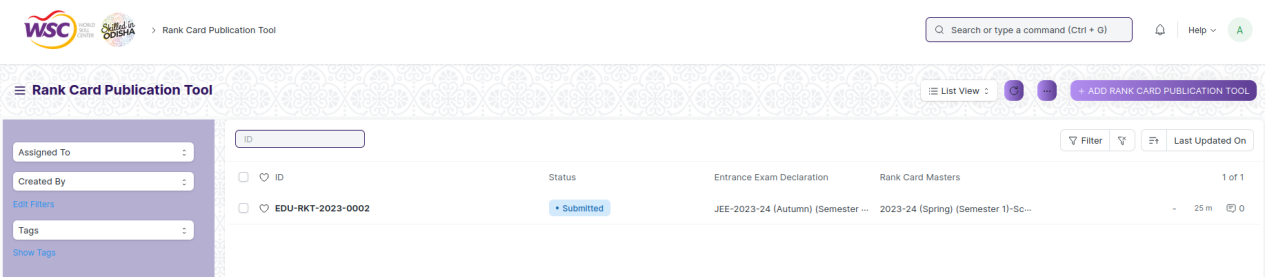 WSC WORLD SKILL CENTER Skilled in ODISHA > Rank Card Publication Tool Search or type a command (Ctrl + G) Help A
Rank Card Publication Tool List View ... + ADD RANK CARD PUBLICATION TOOL
Assigned To
Created By
Edit Filters
Tags
Show Tags
ID Filter Last Updated On
ID Status Entrance Exam Declaration Rank Card Masters 1 of 1
EDU-RKT-2023-0002 • Submitted JEE-2023-24 (Autumn) (Semester ... 2023-24 (Spring) (Semester 1)-Sc... - 25 m 0